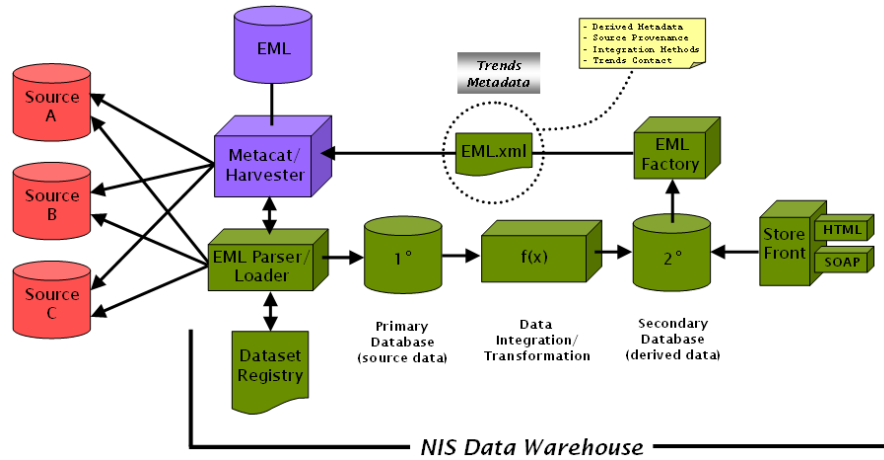 EML
- Derived Metadata
- Source Provenance
- Integration Methods
- Trends Contact
Trends
Metadata
Source
A
Metacat/
Harvester
EML.xml
EML
Factory
Source
B
EML Parser/
Loader
1°
f(x)
2°
Store
Front
HTML
SOAP
Source
C
Dataset
Registry
Primary
Database
(source data)
Data
Integration/
Transformation
Secondary
Database
(derived data)
NIS Data Warehouse